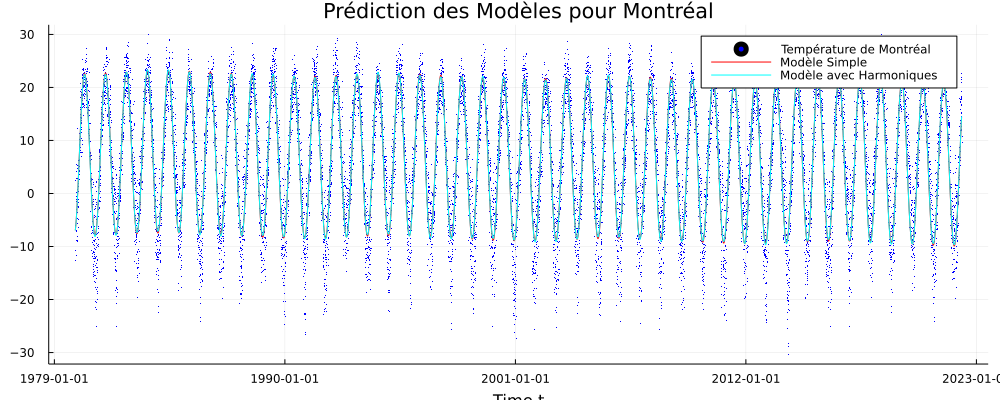 Prédiction des Modèles pour Montréal
Température de Montréal
Modèle Simple
Modèle avec Harmoniques
30
20
10
0
−10
−20
−30
1979-01-01
1990-01-01
2001-01-01
2012-01-01
2023-01-0
Time t